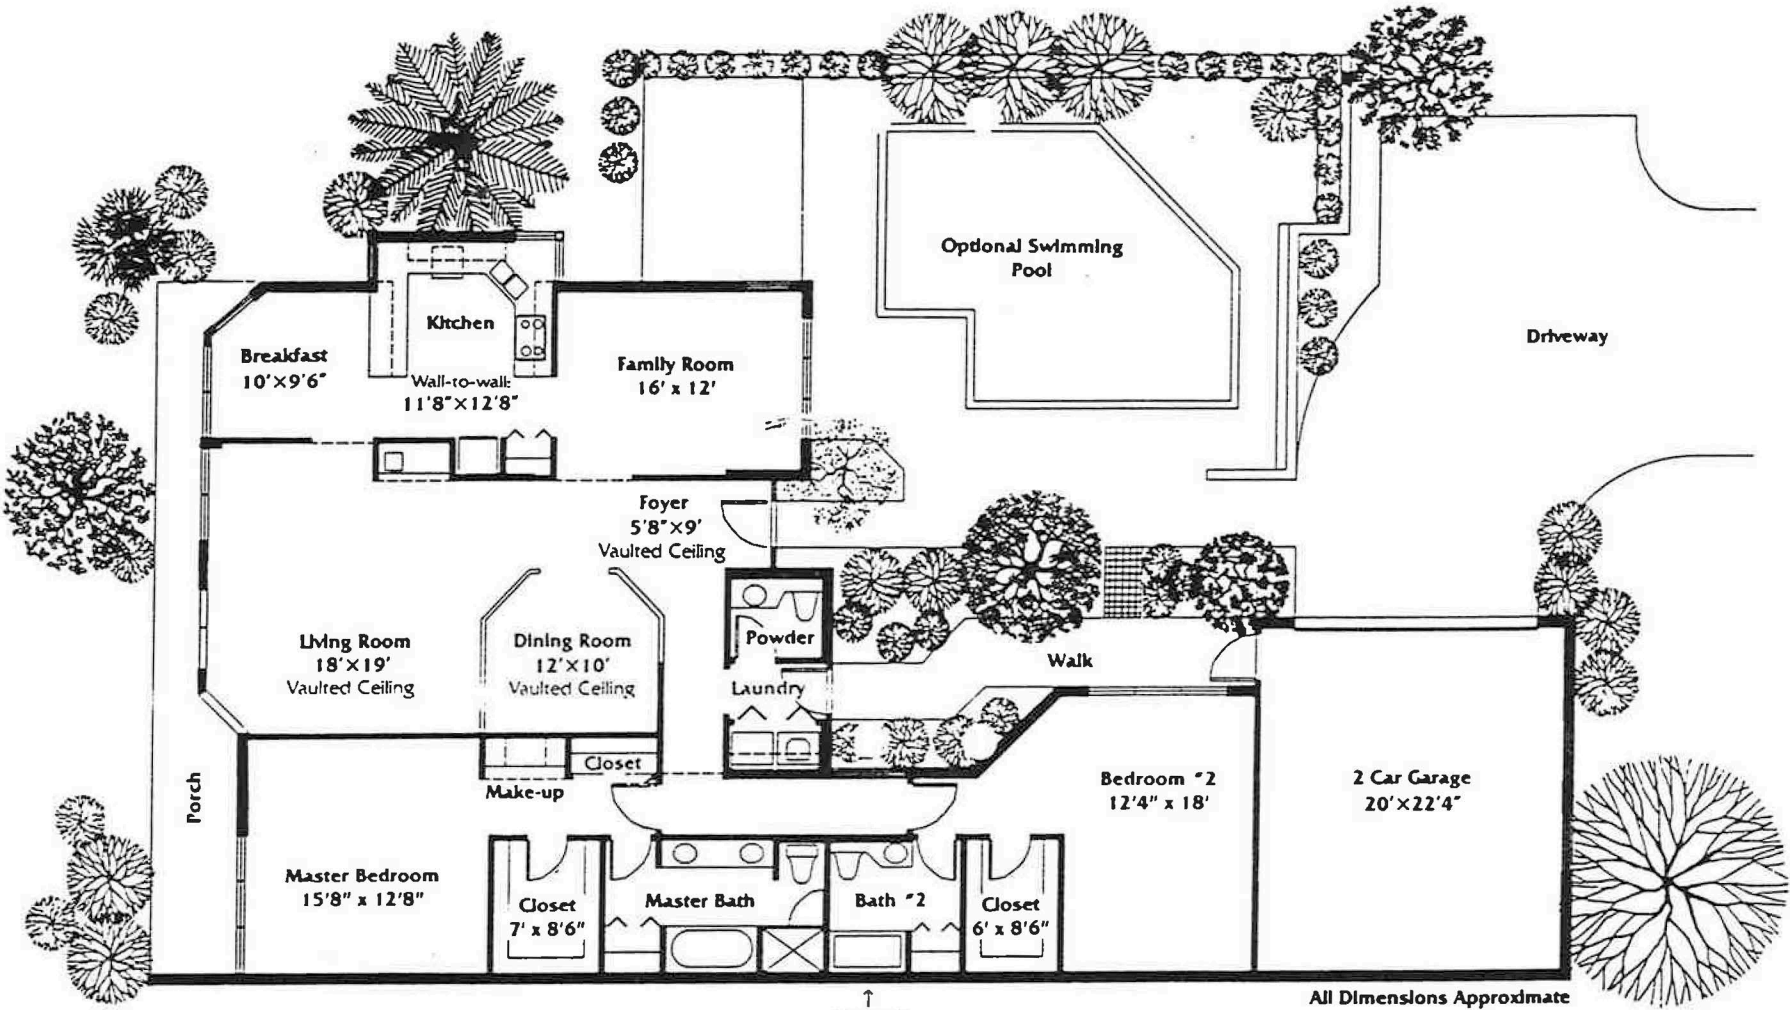 Optional Swimming
Pool
Driveway
Kitchen
Wall-to-wall:
11'8"×12'8"
Breakfast
10'×9'6"
Family Room
16' x 12'
Foyer
5'8"×9'
Vaulted Ceiling
Living Room
18'×19'
Vaulted Ceiling
Dining Room
12'×10'
Vaulted Ceiling
Powder
Laundry
Walk
Porch
Closet
Make-up
Bedroom "2
12'4" x 18'
2 Car Garage
20'×22'4"
Master Bedroom
15'8" x 12'8"
Closet
7' x 8'6"
Master Bath
Bath "2
Closet
6' x 8'6"
All Dimensions Approximate